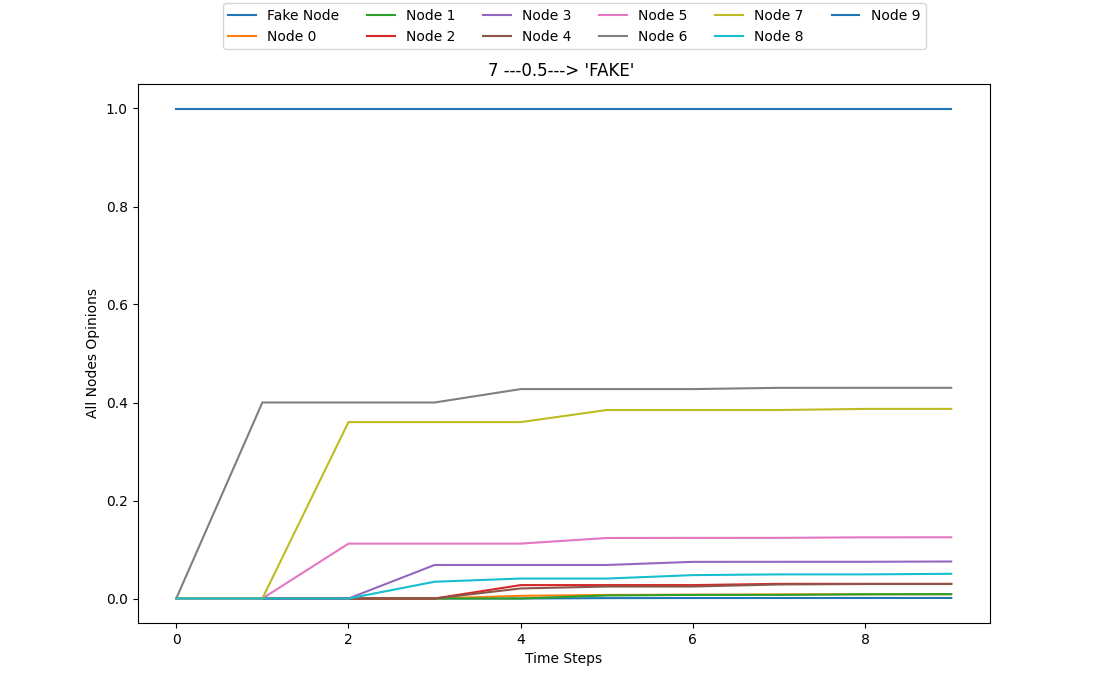 Fake Node Node 1 Node 3 Node 5 Node 7 Node 9
Node 0 Node 2 Node 4 Node 6 Node 8
7 ---0.5---> 'FAKE'
1.0
0.8
0.6
0.4
0.2
0.0
All Nodes Opinions
0 2 4 6 8
Time Steps